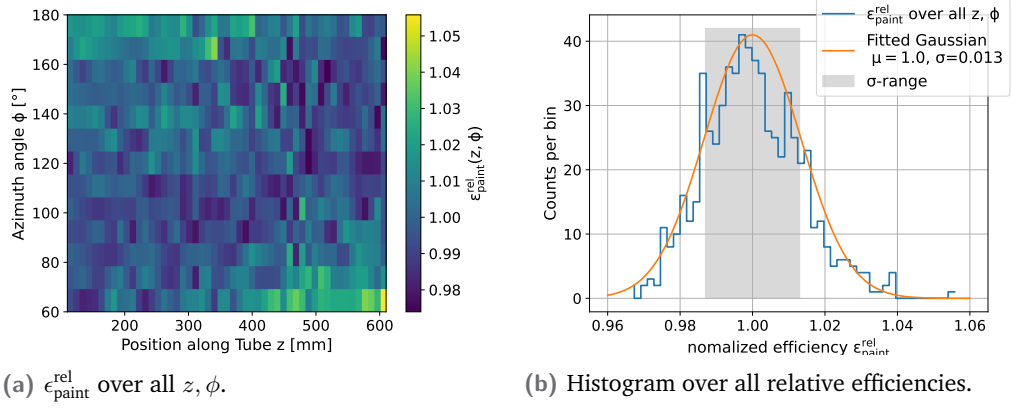 180
160
140
120
100
80
60
200
300
400
500
600
Azimuth angle ϕ [°]
Position along Tube z [mm]
1.05
1.04
1.03
1.02
1.01
1.00
0.99
0.98
ε^rel_paint(z, ϕ)
(a) ϵ^rel_paint over all z, ϕ.
40
30
20
10
0
0.96
0.98
1.00
1.02
1.04
1.06
Counts per bin
nomalized efficiency ε^rel_paint
ε^rel_paint over all z, ϕ
Fitted Gaussian
μ = 1.0, σ=0.013
σ-range
(b) Histogram over all relative efficiencies.